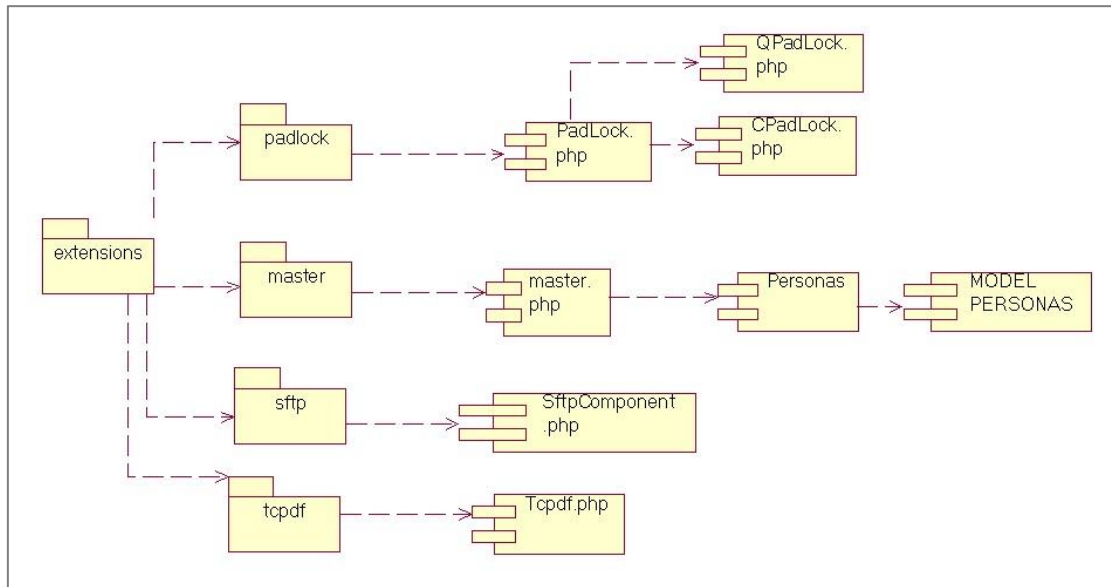 QPadLock.
php
padlock
PadLock.
php
CPadLock.
php
extensions
master
master.
php
Personas
MODEL
PERSONAS
sftp
SftpComponent
.php
tcpdf
Tcpdf.php